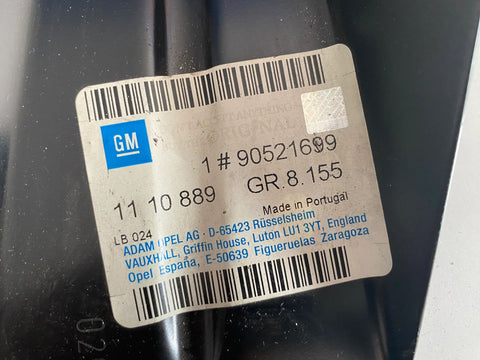 GM
1 # 90521699
11 10 889
GR.8.155
LB 024
Made in Portugal
ADAM OPEL AG · D-65423 Rüsselsheim
VAUXHALL, Griffin House, Luton LU1 3YT, England
Opel España, E-50639 Figueruelas Zaragoza